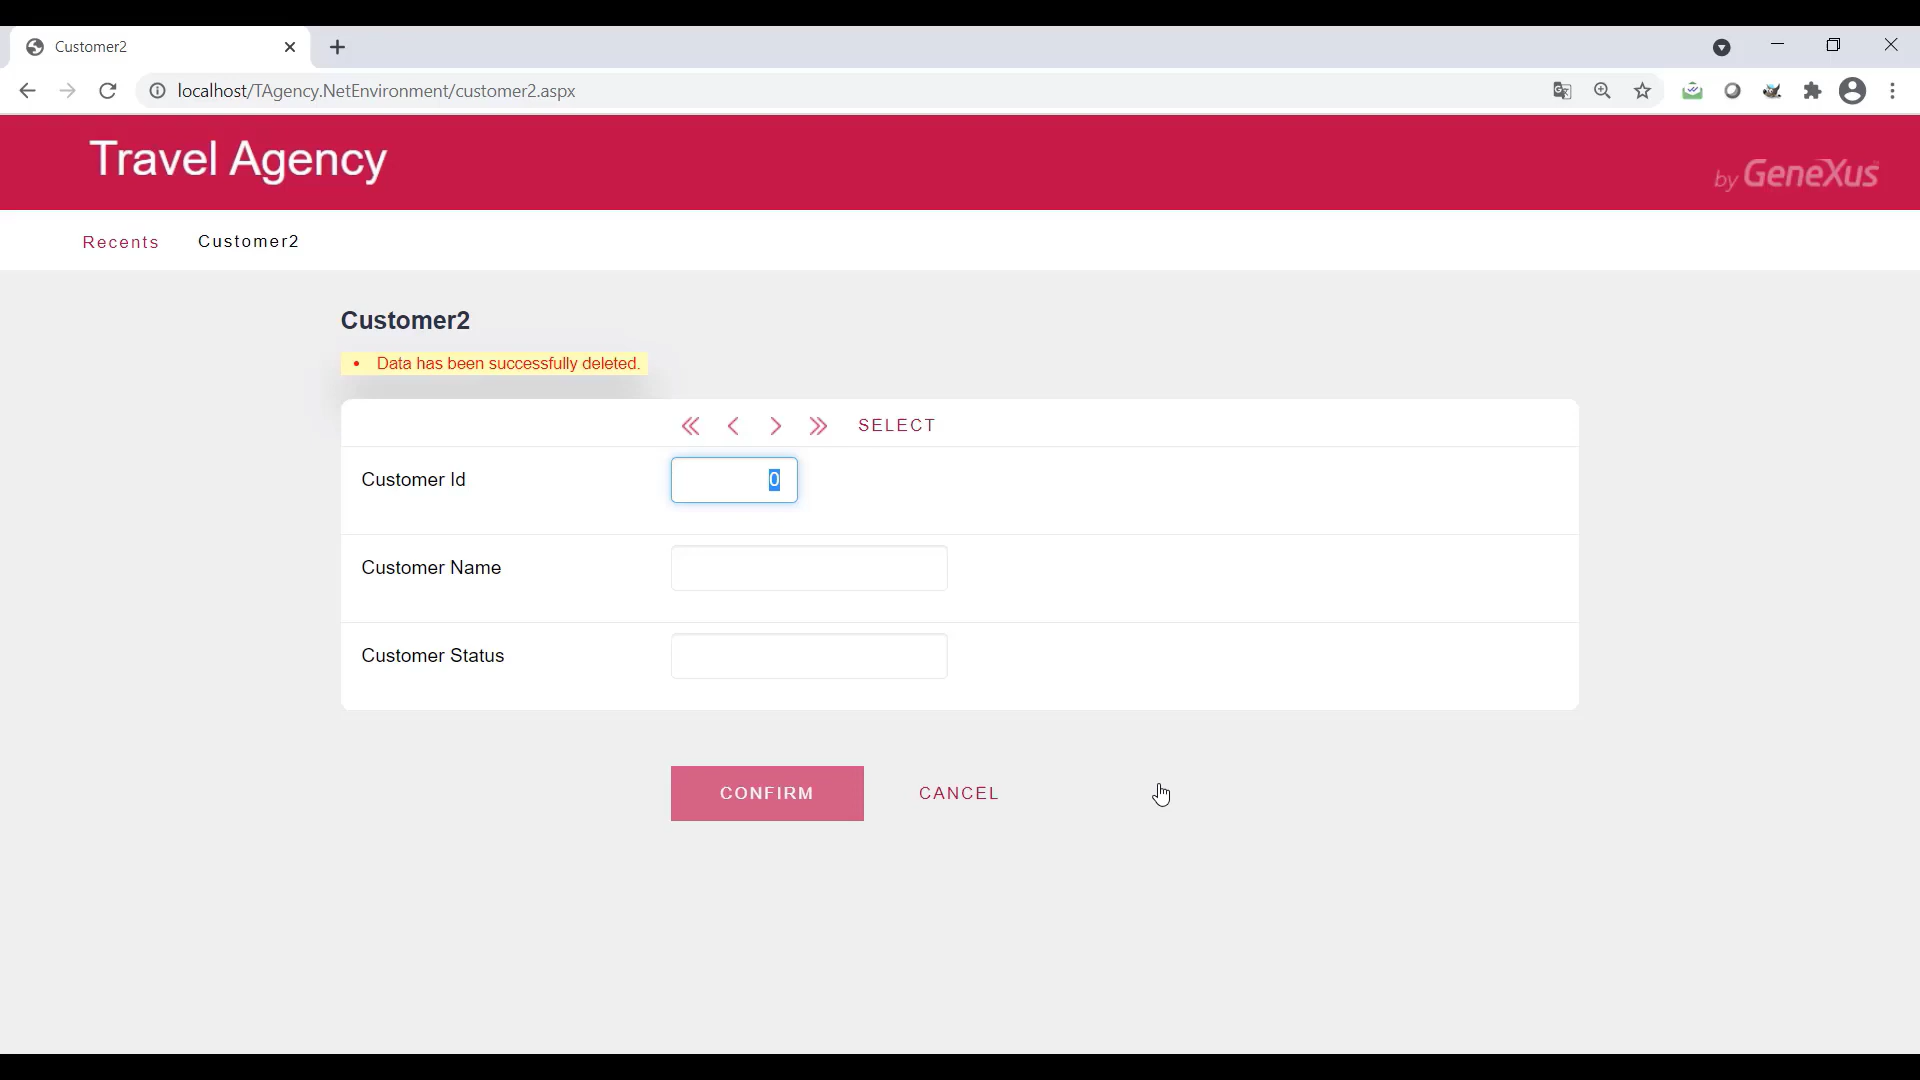 Customer2
localhost/TAgency.NetEnvironment/customer2.aspx
Travel Agency
by GeneXus
Recents Customer2
Customer2
• Data has been successfully deleted.
SELECT
Customer Id 0
Customer Name
Customer Status
CONFIRM CANCEL